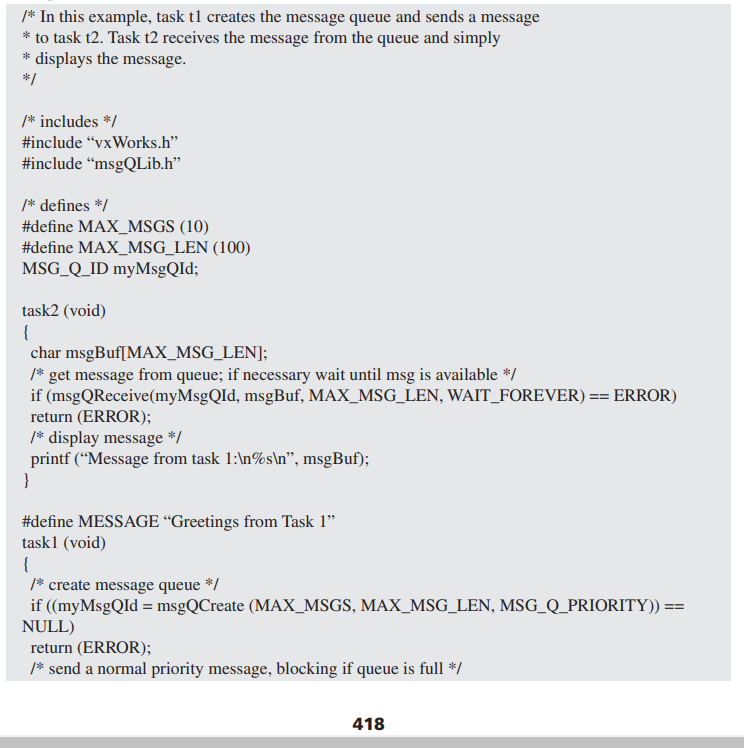 /* In this example, task t1 creates the message queue and sends a message
* to task t2. Task t2 receives the message from the queue and simply
* displays the message.
*/
/* includes */
#include “vxWorks.h”
#include “msgQLib.h”
/* defines */
#define MAX_MSGS (10)
#define MAX_MSG_LEN (100)
MSG_Q_ID myMsgQId;
task2 (void)
{
char msgBuf[MAX_MSG_LEN];
/* get message from queue; if necessary wait until msg is available */
if (msgQReceive(myMsgQId, msgBuf, MAX_MSG_LEN, WAIT_FOREVER) == ERROR)
return (ERROR);
/* display message */
printf (“Message from task 1:\n%s\n”, msgBuf);
}
#define MESSAGE “Greetings from Task 1”
task1 (void)
{
/* create message queue */
if ((myMsgQId = msgQCreate (MAX_MSGS, MAX_MSG_LEN, MSG_Q_PRIORITY)) ==
NULL)
return (ERROR);
/* send a normal priority message, blocking if queue is full */
418